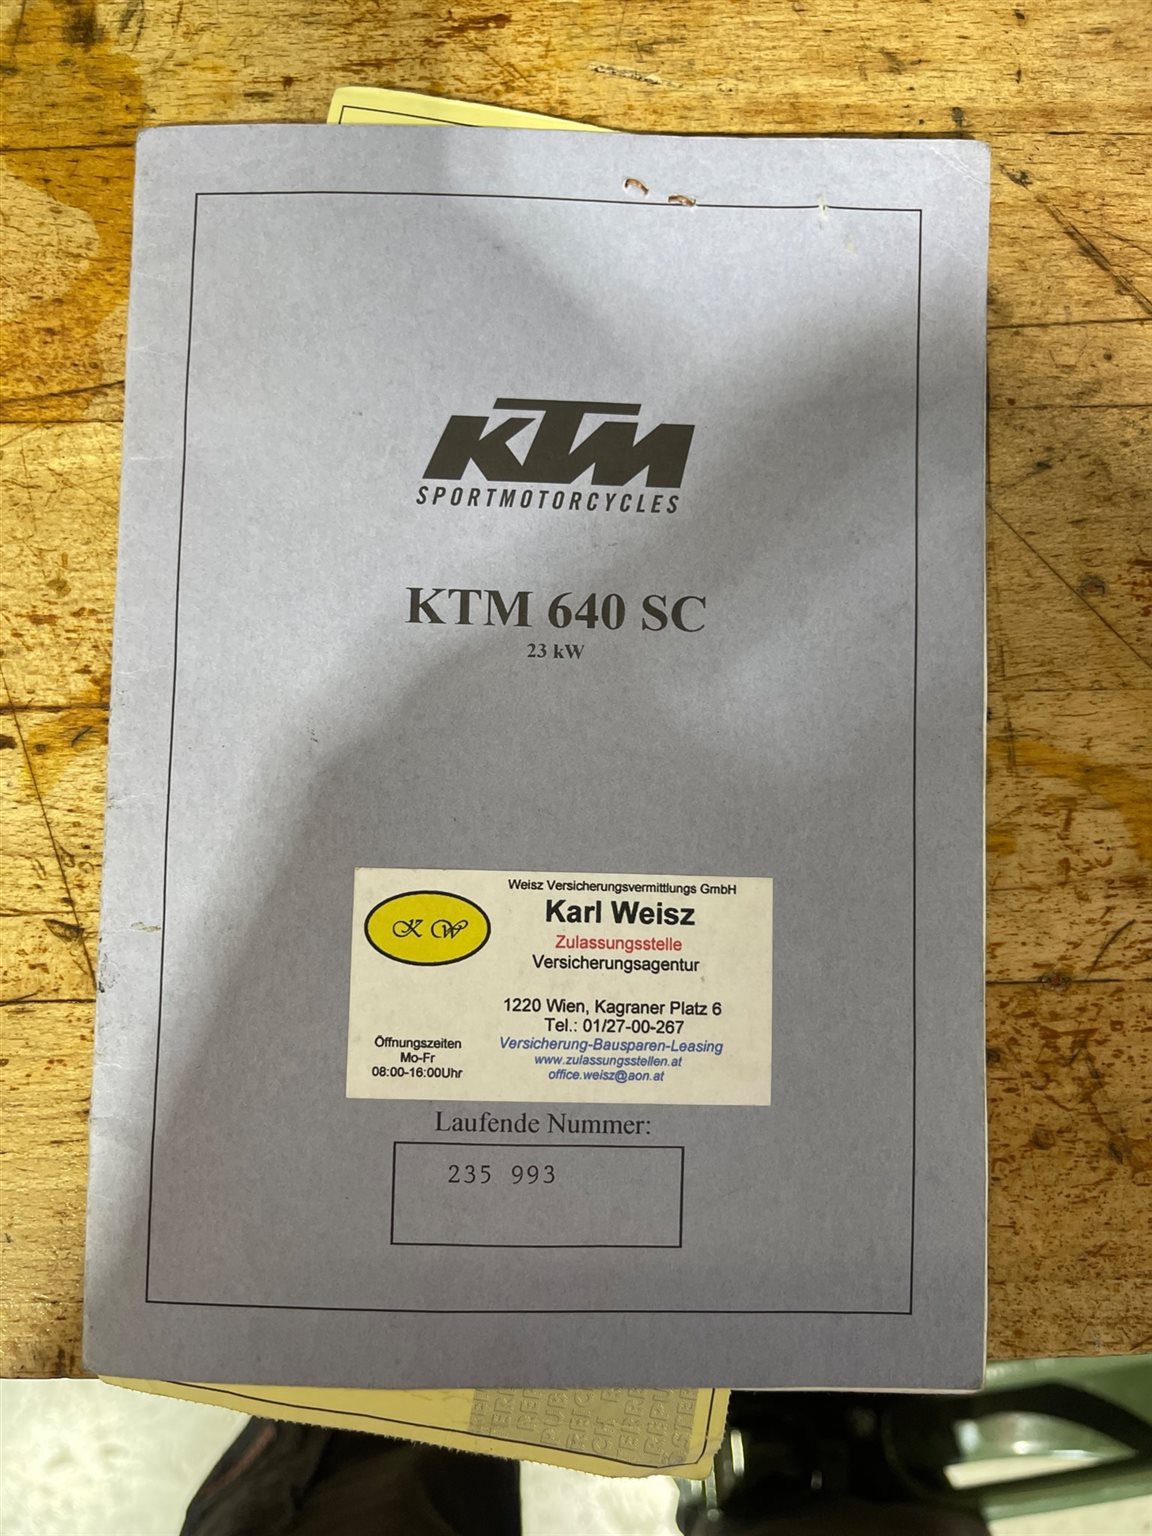 KTM
SPORTMOTORCYCLES
KTM 640 SC
23 kW
Weisz Versicherungsvermittlungs GmbH
Karl Weisz
Zulassungsstelle
Versicherungsagentur
K W
1220 Wien, Kagraner Platz 6
Tel.: 01/27-00-267
Versicherung-Bausparen-Leasing
www.zulassungsstellen.at
office.weisz@aon.at
Öffnungszeiten
Mo-Fr
08:00-16:00Uhr
Laufende Nummer:
235 993